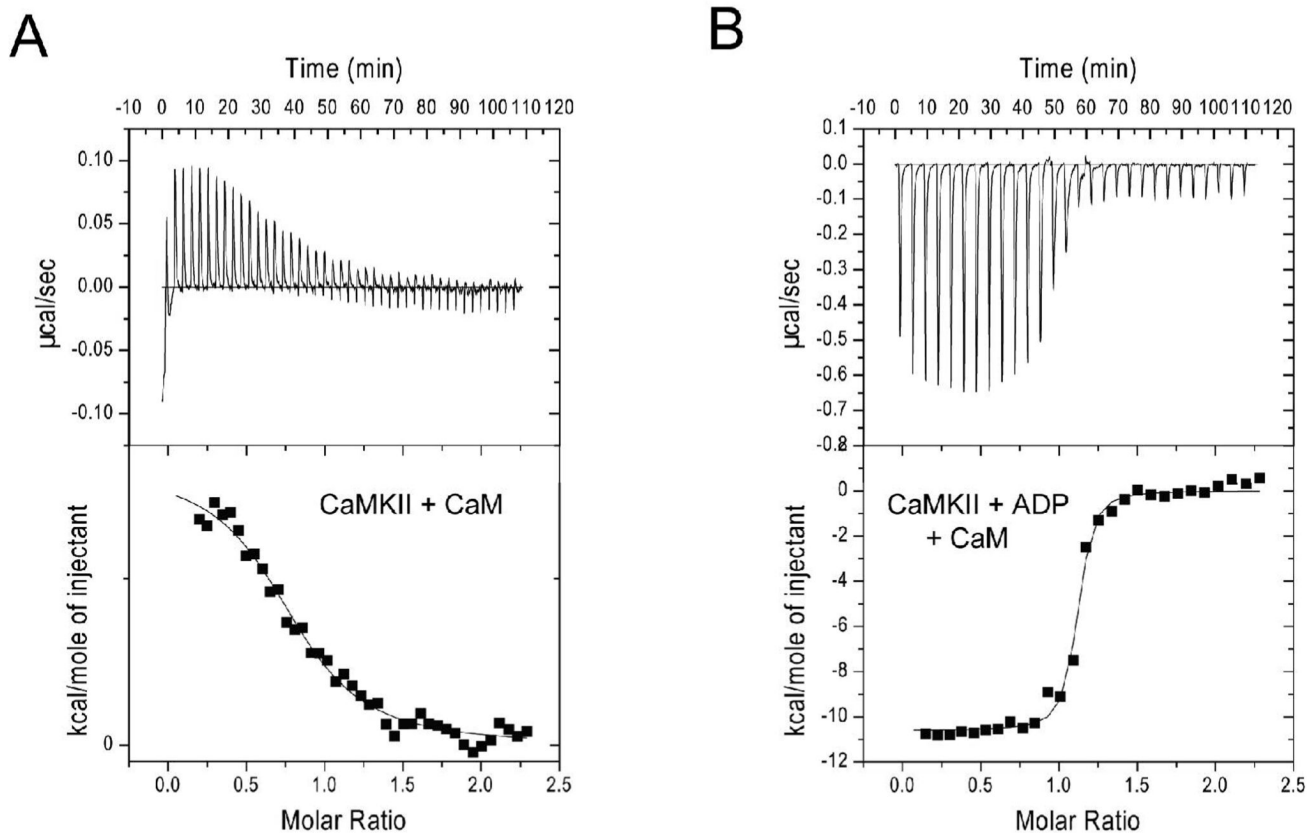 A
Time (min)
-10 0 10 20 30 40 50 60 70 80 90 100 110 120
0.10
0.05
0.00
-0.05
-0.10
µcal/sec
CaMKII + CaM
0
kcal/mole of injectant
0.0 0.5 1.0 1.5 2.0 2.5
Molar Ratio
B
Time (min)
-10 0 10 20 30 40 50 60 70 80 90 100 110 120
0.1
0.0
-0.1
-0.2
-0.3
-0.4
-0.5
-0.6
-0.7
-0.8
µcal/sec
CaMKII + ADP
+ CaM
0
-2
-4
-6
-8
-10
-12
kcal/mole of injectant
0.0 0.5 1.0 1.5 2.0 2.5
Molar Ratio